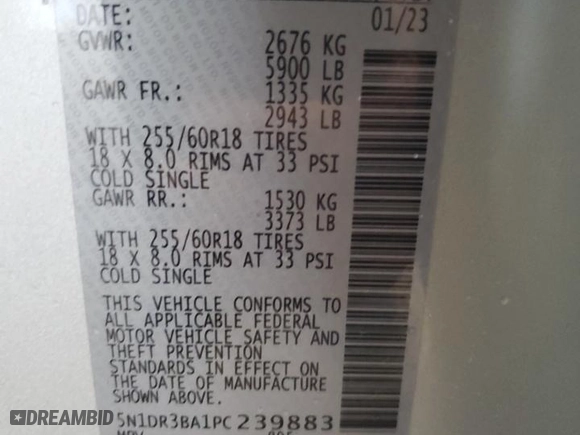 DATE: 01/23
GVWR: 2676 KG
5900 LB
GAWR FR.: 1335 KG
2943 LB
WITH 255/60R18 TIRES
18 X 8.0 RIMS AT 33 PSI
COLD SINGLE
GAWR RR.: 1530 KG
3373 LB
WITH 255/60R18 TIRES
18 X 8.0 RIMS AT 33 PSI
COLD SINGLE
THIS VEHICLE CONFORMS TO
ALL APPLICABLE FEDERAL
MOTOR VEHICLE SAFETY AND
THEFT PREVENTION
STANDARDS IN EFFECT ON
THE DATE OF MANUFACTURE
SHOWN ABOVE.
5N1DR3BA1PC239883
DREAMBID